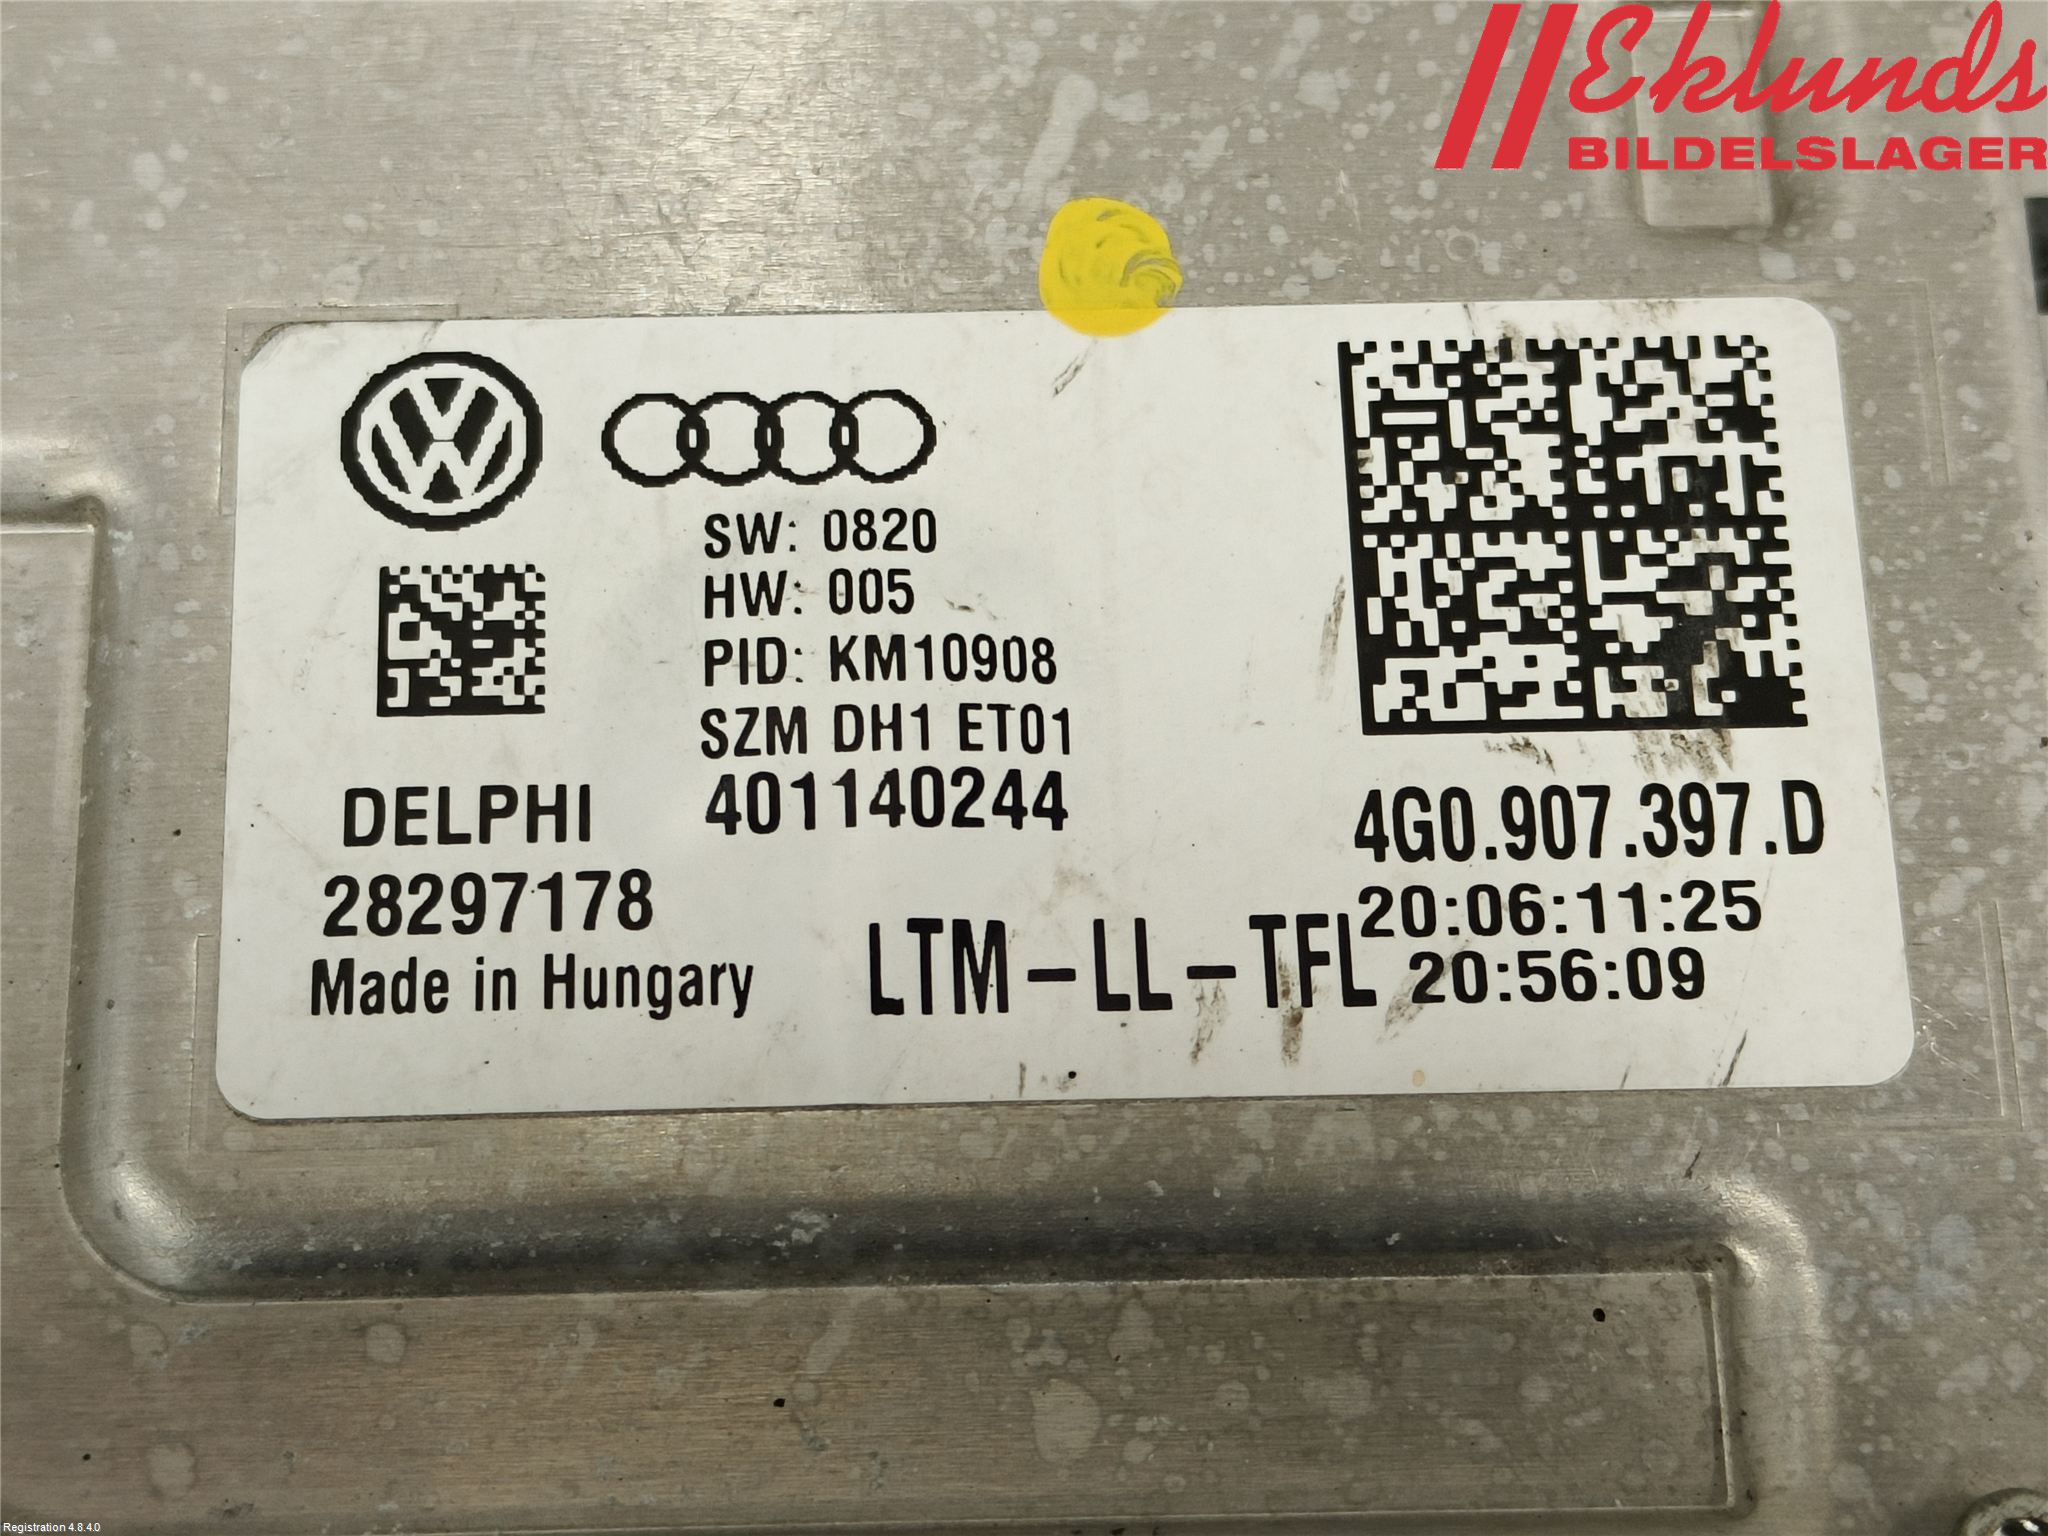 Eklunds
BILDELSLAGER
SW: 0820
HW: 005
PID: KM10908
SZM DH1 ET01
401140244
DELPHI
28297178
Made in Hungary
LTM-LL-TFL
4G0.907.397.D
20:06:11:25
20:56:09
Registration 4.8.4.0